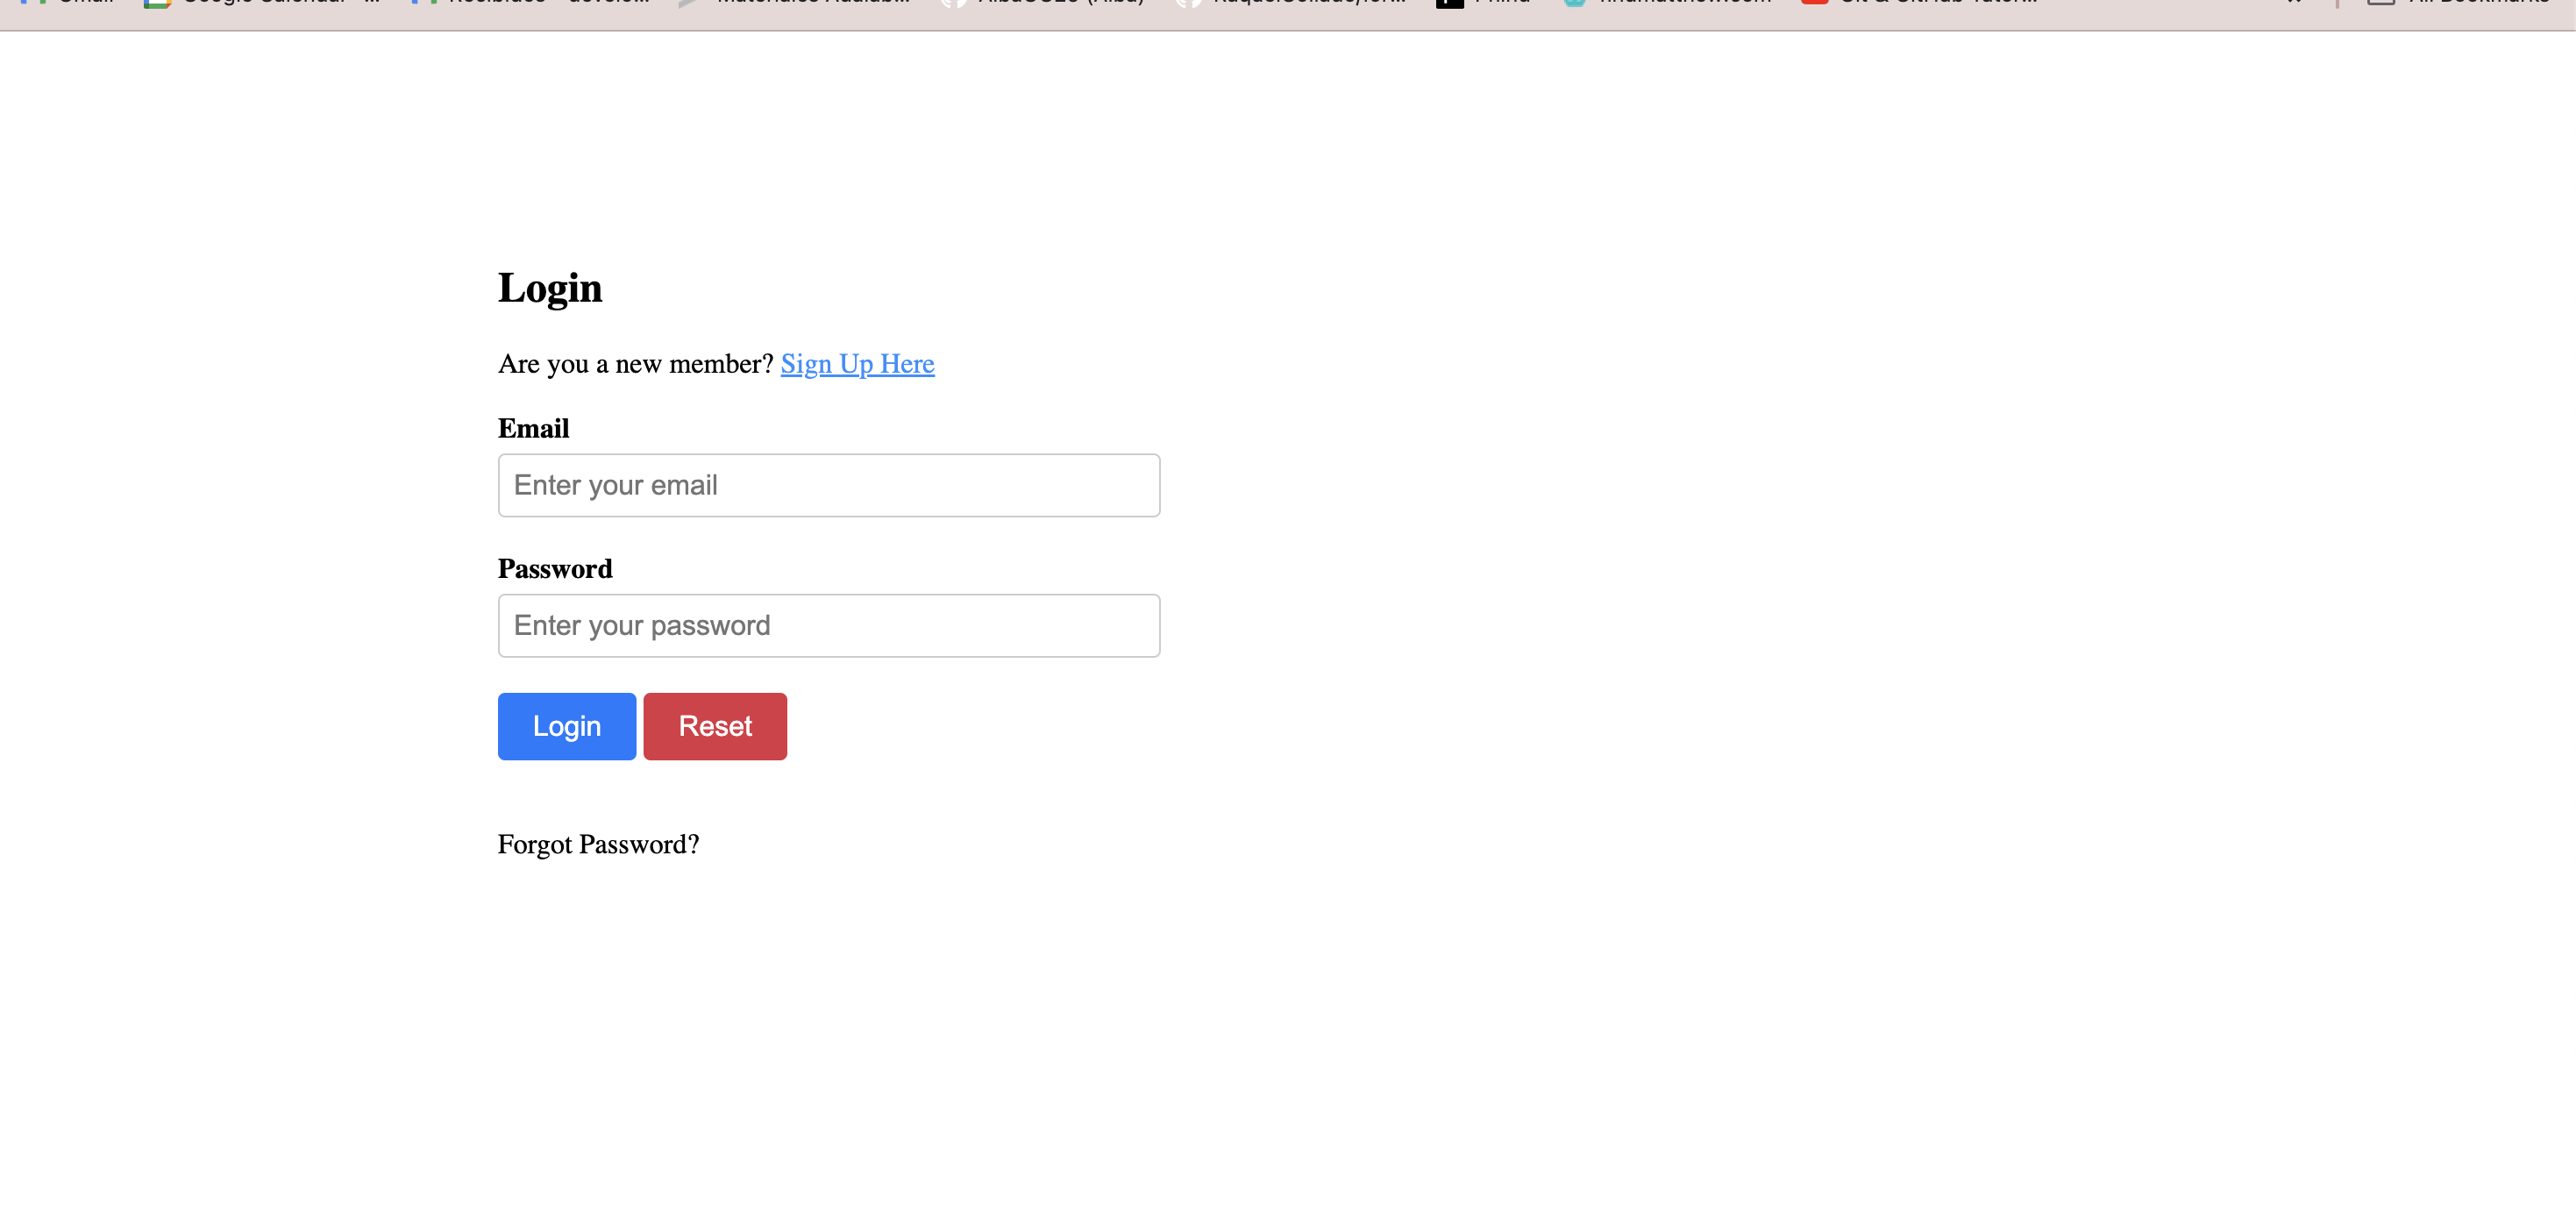 Login
Are you a new member? Sign Up Here
Email
Enter your email
Password
Enter your password
Login Reset
Forgot Password?